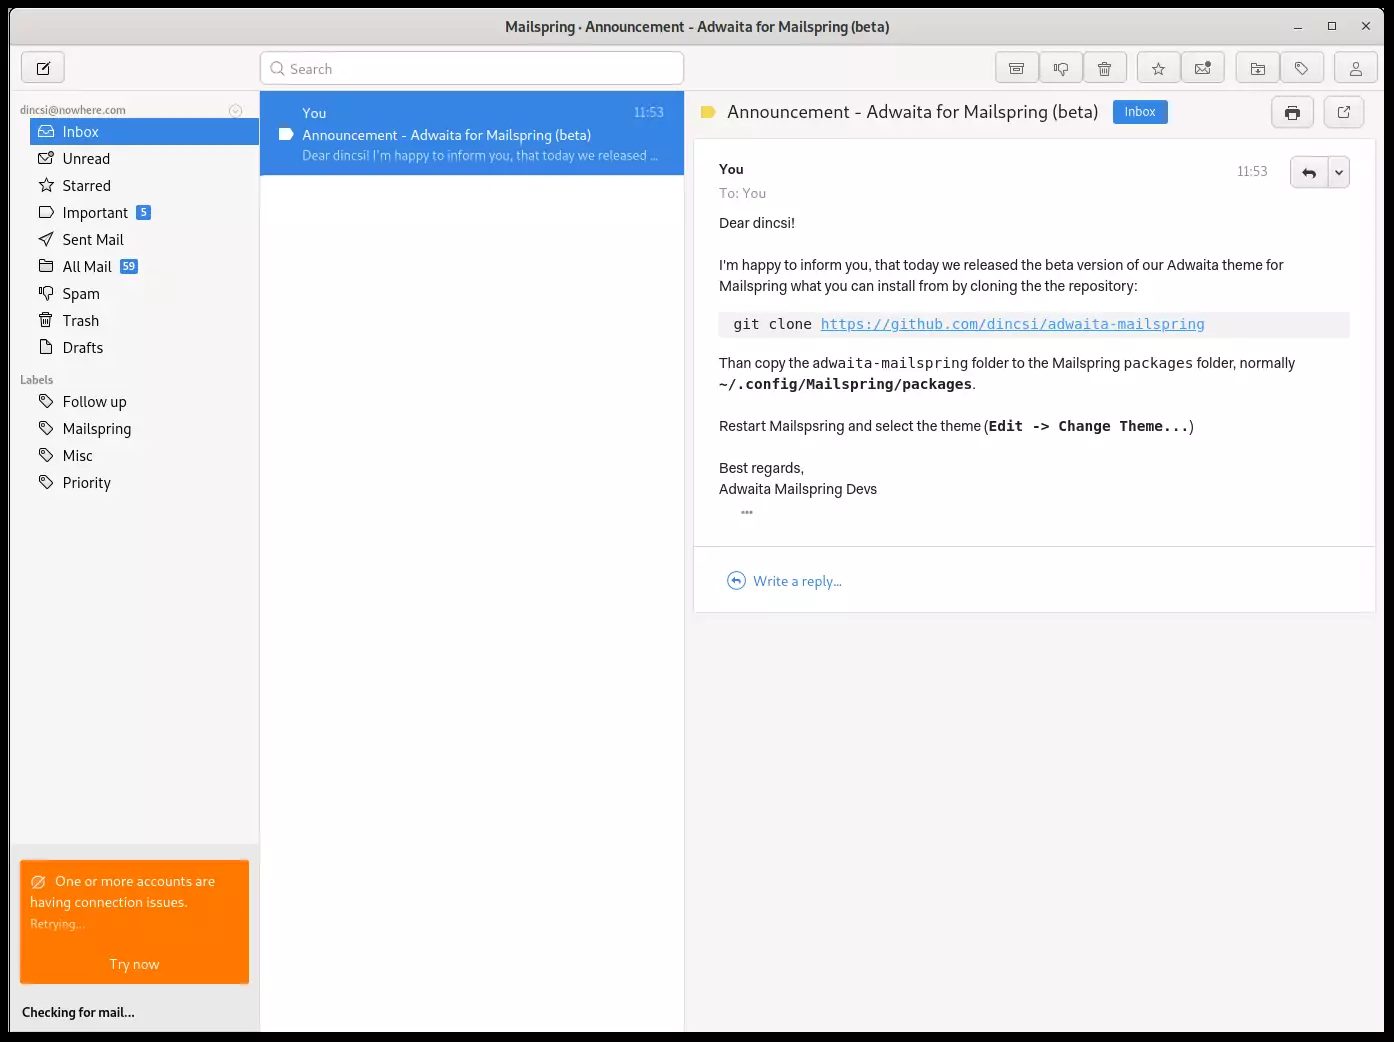 Mailspring · Announcement - Adwaita for Mailspring (beta)
Search
dincsi@nowhere.com
Inbox
Unread
Starred
Important 5
Sent Mail
All Mail 59
Spam
Trash
Drafts
Labels
Follow up
Mailspring
Misc
Priority
One or more accounts are
having connection issues.
Retrying...
Try now
Checking for mail...
You 11:53
Announcement - Adwaita for Mailspring (beta)
Dear dincsi! I'm happy to inform you, that today we released ...
Announcement - Adwaita for Mailspring (beta) Inbox
You 11:53
To: You
Dear dincsi!
I'm happy to inform you, that today we released the beta version of our Adwaita theme for
Mailspring what you can install from by cloning the the repository:
git clone https://github.com/dincsi/adwaita-mailspring
Than copy the adwaita-mailspring folder to the Mailspring packages folder, normally
~/.config/Mailspring/packages.
Restart Mailspsring and select the theme (Edit -> Change Theme...)
Best regards,
Adwaita Mailspring Devs
Write a reply...